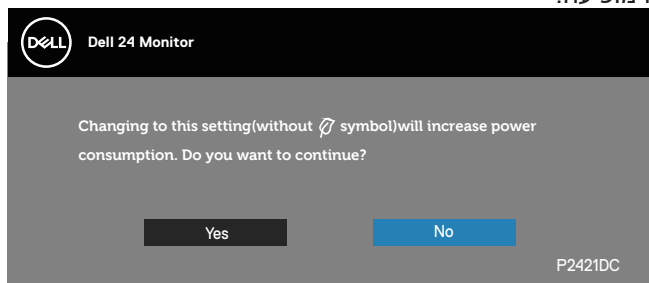 DELL
Dell 24 Monitor
Changing to this setting(without symbol)will increase power
consumption. Do you want to continue?
Yes
No
P2421DC